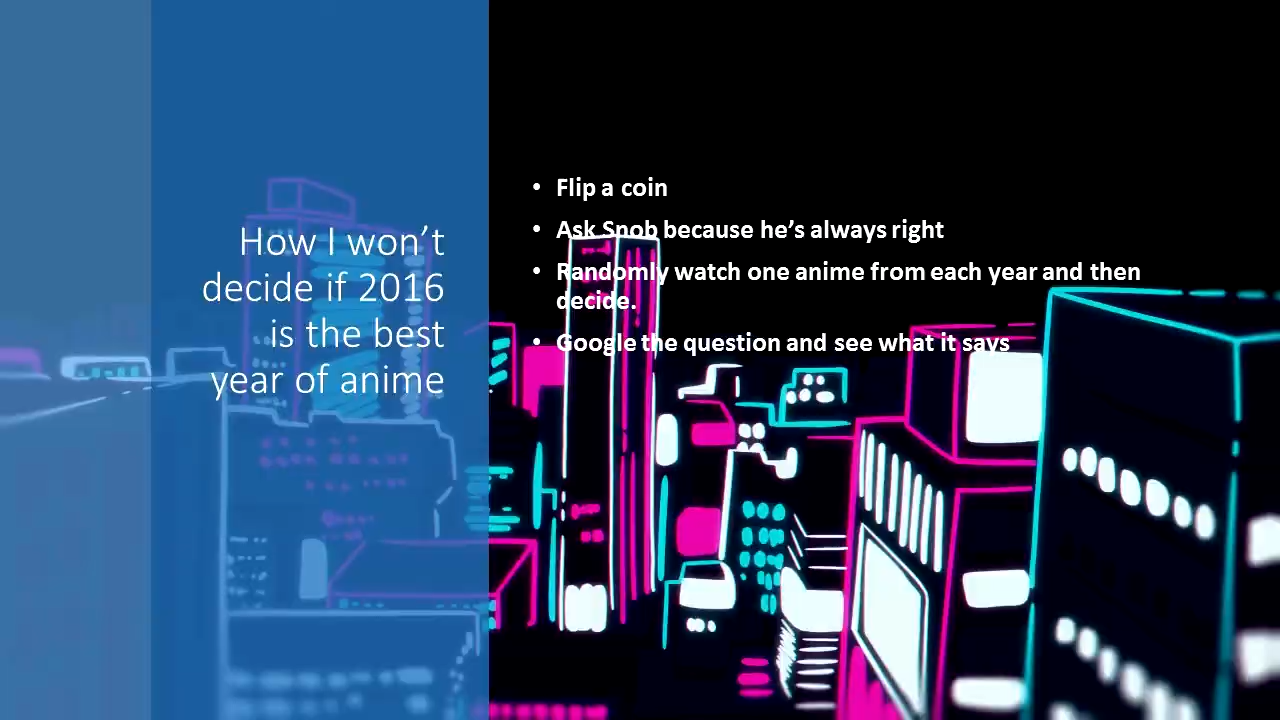 How I won’t
decide if 2016
is the best
year of anime
• Flip a coin
• Ask Snob because he’s always right
• Randomly watch one anime from each year and then
decide.
• Google the question and see what it says